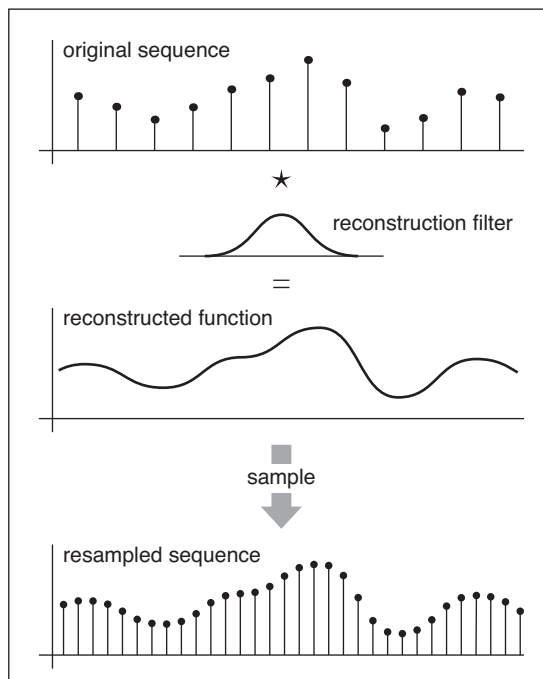 original sequence
★
reconstruction filter
=
reconstructed function
sample
resampled sequence